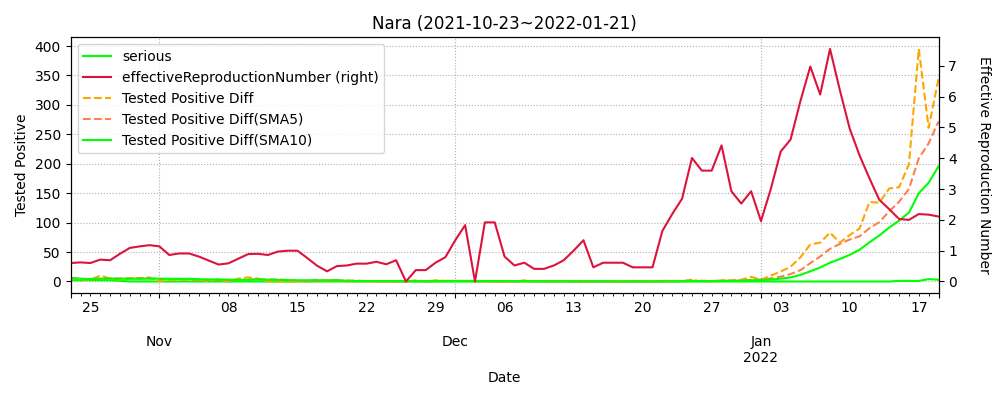 Nara (2021-10-23~2022-01-21)
serious
effectiveReproductionNumber (right)
Tested Positive Diff
Tested Positive Diff(SMA5)
Tested Positive Diff(SMA10)
400
350
300
250
200
150
100
50
0
Tested Positive
7
6
5
4
3
2
1
0
Effective Reproduction Number
25 08 15 22 29 06 13 20 27 03 10 17
Nov Dec Jan
2022
Date